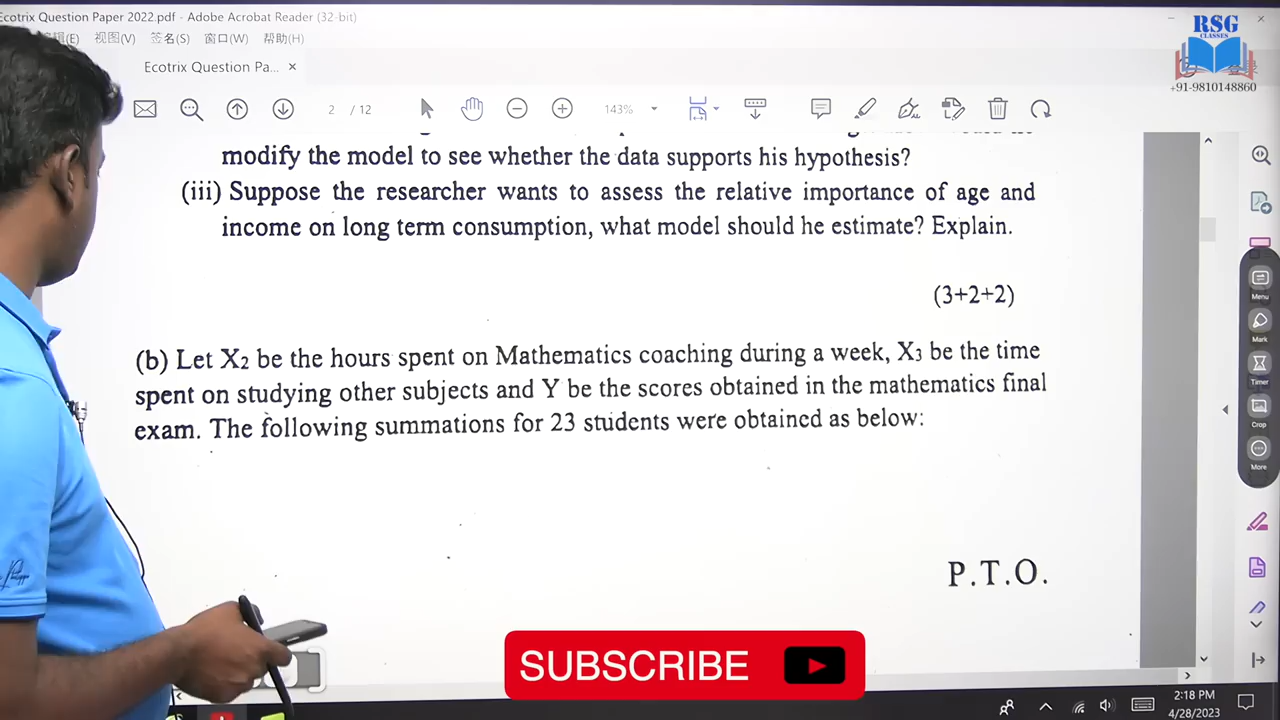 Ecotrix Question Paper 2022.pdf - Adobe Acrobat Reader (32-bit)
(E) 视图(V) 签名(S) 窗口(W) 帮助(H)
Ecotrix Question Pa... ×
2 / 12 143%
RSG
CLASSES
+91-9810148860
modify the model to see whether the data supports his hypothesis?
(iii) Suppose the researcher wants to assess the relative importance of age and
income on long term consumption, what model should he estimate? Explain.
(3+2+2)
(b) Let X₂ be the hours spent on Mathematics coaching during a week, X₃ be the time
spent on studying other subjects and Y be the scores obtained in the mathematics final
exam. The following summations for 23 students were obtained as below:
P.T.O.
Menu
Mark
Timer
Crop
More
SUBSCRIBE
2:18 PM
4/28/2023